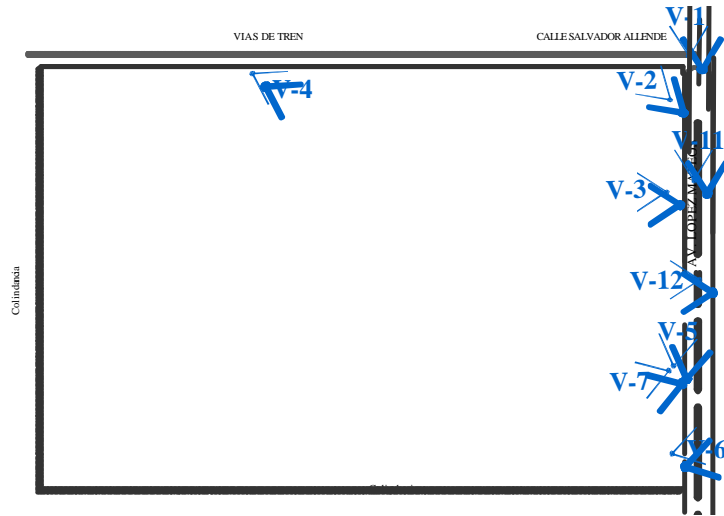 V-1
VIAS DE TREN
CALLE SALVADOR ALLENDE
V-2
V-4
V-11
AV. LOPEZ MATEOS
V-3
V-12
Colindancia
V-5
V-7
V-6
Colindancia